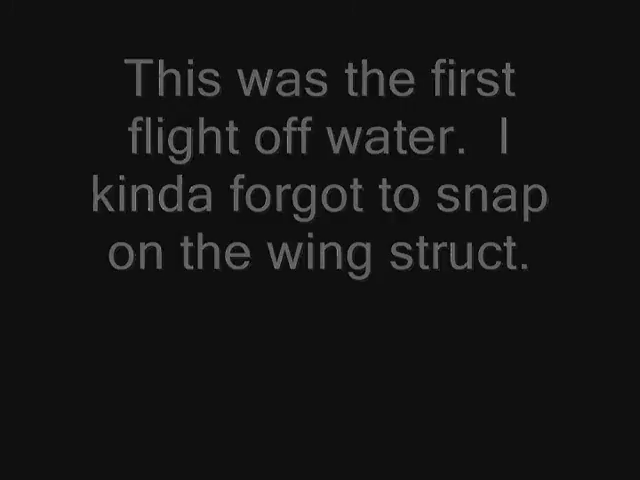 This was the first
flight off water.  I
kinda forgot to snap
on the wing struct.